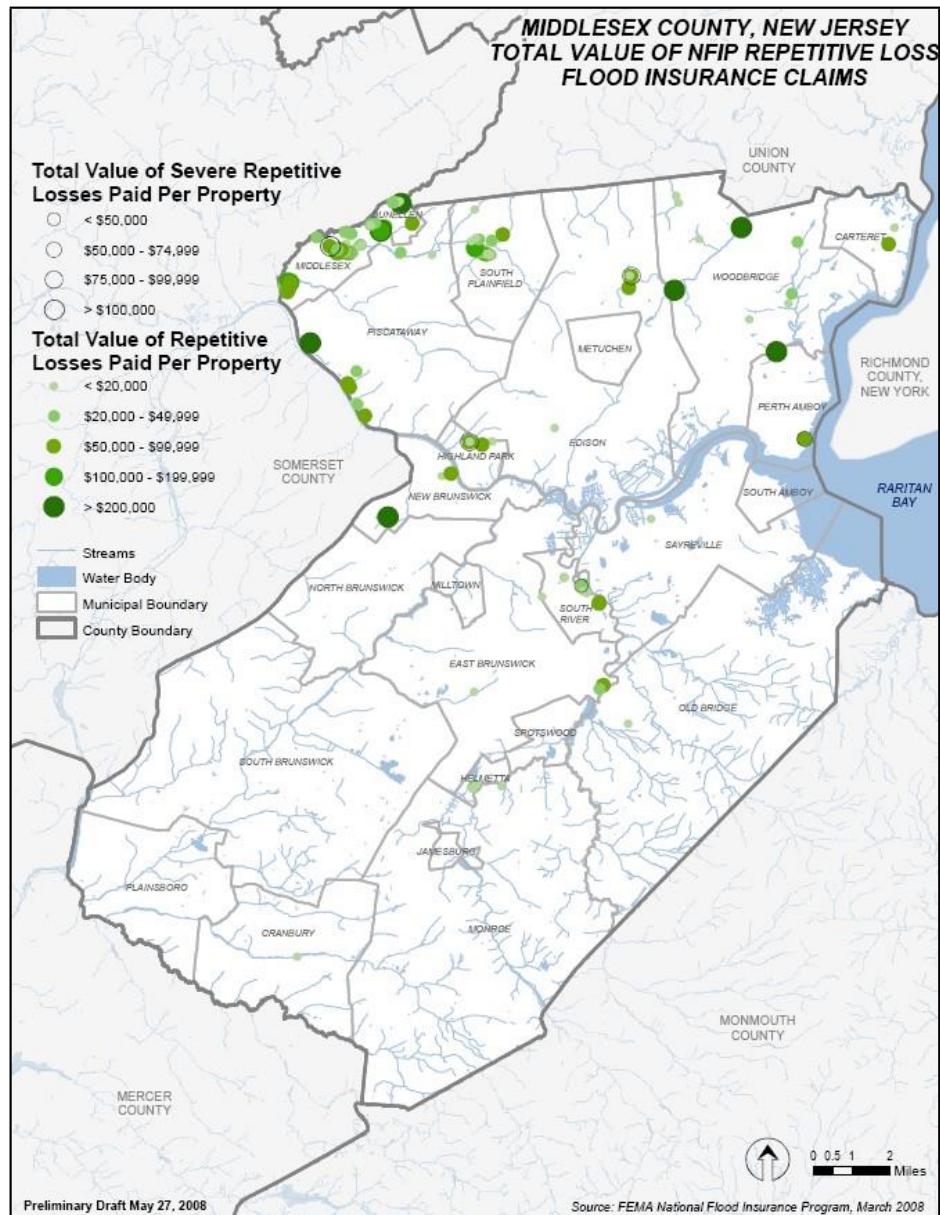 MIDDLESEX COUNTY, NEW JERSEY
TOTAL VALUE OF NFIP REPETITIVE LOSS
FLOOD INSURANCE CLAIMS
Total Value of Severe Repetitive
Losses Paid Per Property
< $50,000
$50,000 - $74,999
$75,000 - $99,999
> $100,000
Total Value of Repetitive
Losses Paid Per Property
< $20,000
$20,000 - $49,999
$50,000 - $99,999
$100,000 - $199,999
> $200,000
Streams
Water Body
Municipal Boundary
County Boundary
UNION
COUNTY
DUNELLEN
CARTERET
MIDDLESEX
SOUTH
PLAINFIELD
WOODBRIDGE
PISCATAWAY
METUCHEN
RICHMOND
COUNTY,
NEW YORK
PERTH AMBOY
EDISON
HIGHLAND PARK
SOMERSET
COUNTY
NEW BRUNSWICK
SOUTH AMBOY
RARITAN
BAY
SAYREVILLE
NORTH BRUNSWICK
MILLTOWN
SOUTH
RIVER
EAST BRUNSWICK
OLD BRIDGE
SPOTSWOOD
SOUTH BRUNSWICK
HELMETTA
JAMESBURG
PLAINSBORO
CRANBURY
MONROE
MONMOUTH
COUNTY
MERCER
COUNTY
0 0.5 1 2
Miles
Preliminary Draft May 27, 2008
Source: FEMA National Flood Insurance Program, March 2008